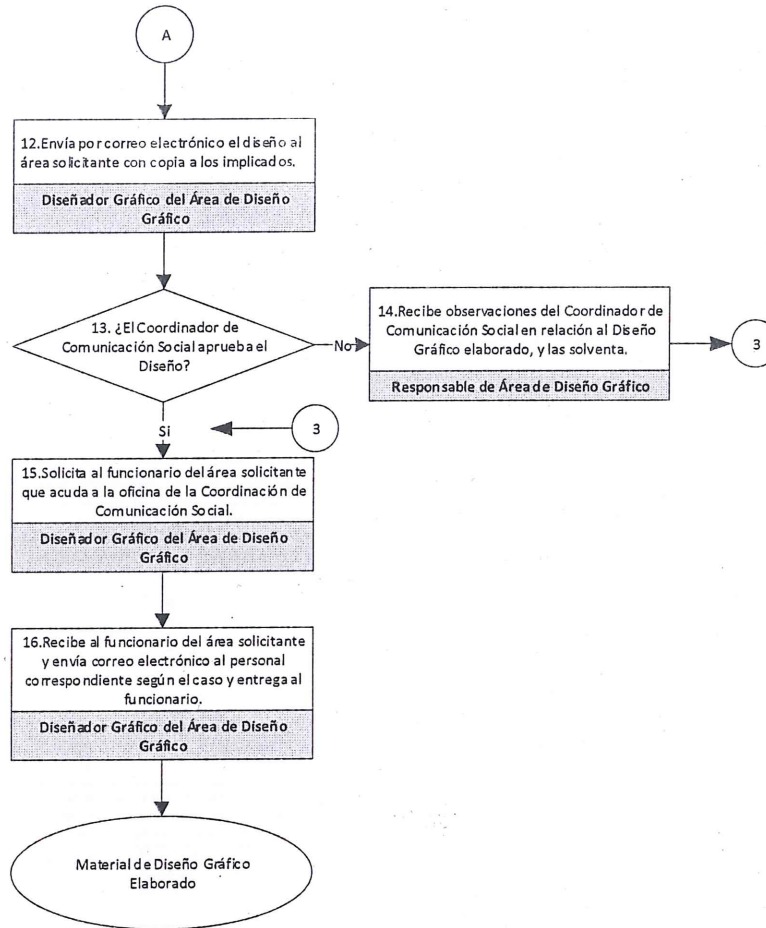 A
12.Envía por correo electrónico el diseño al
área solicitante con copia a los implicados.
Diseñador Gráfico del Área de Diseño
Gráfico
13. ¿El Coordinador de
Comunicación Social aprueba el
Diseño?
No
14.Recibe observaciones del Coordinador de
Comunicación Social en relación al Diseño
Gráfico elaborado, y las solventa.
Responsable de Área de Diseño Gráfico
3
Si
3
15.Solicita al funcionario del área solicitante
que acuda a la oficina de la Coordinación de
Comunicación Social.
Diseñador Gráfico del Área de Diseño
Gráfico
16.Recibe al funcionario del área solicitante
y envía correo electrónico al personal
correspondiente según el caso y entrega al
funcionario.
Diseñador Gráfico del Área de Diseño
Gráfico
Material de Diseño Gráfico
Elaborado